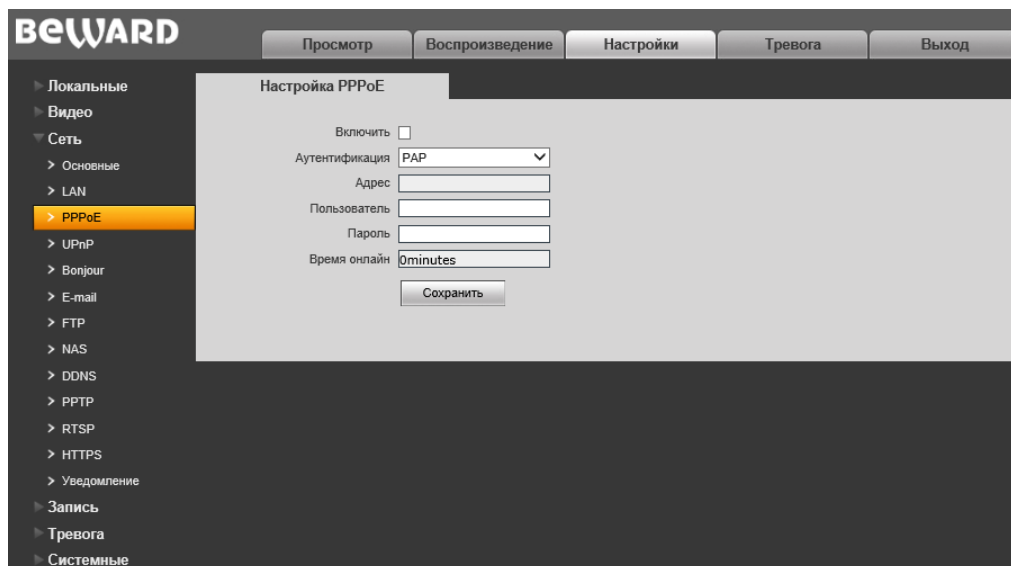 BEWARD
Просмотр
Воспроизведение
Настройки
Тревога
Выход
Локальные
Видео
Сеть
Основные
LAN
PPPoE
UPnP
Bonjour
E-mail
FTP
NAS
DDNS
PPTP
RTSP
HTTPS
Уведомление
Запись
Тревога
Системные
Настройка PPPoE
Включить
Аутентификация PAP
Адрес
Пользователь
Пароль
Время онлайн 0minutes
Сохранить